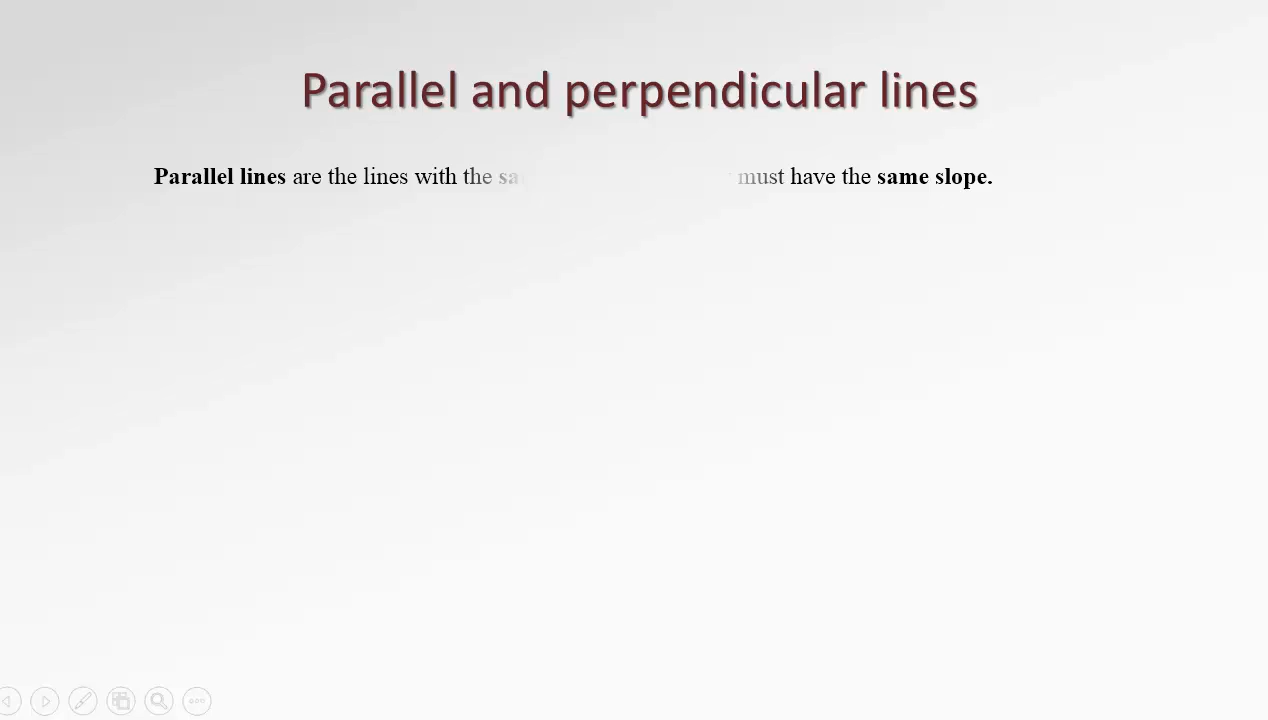 Parallel and perpendicular lines
Parallel lines are the lines with the must have the same slope.